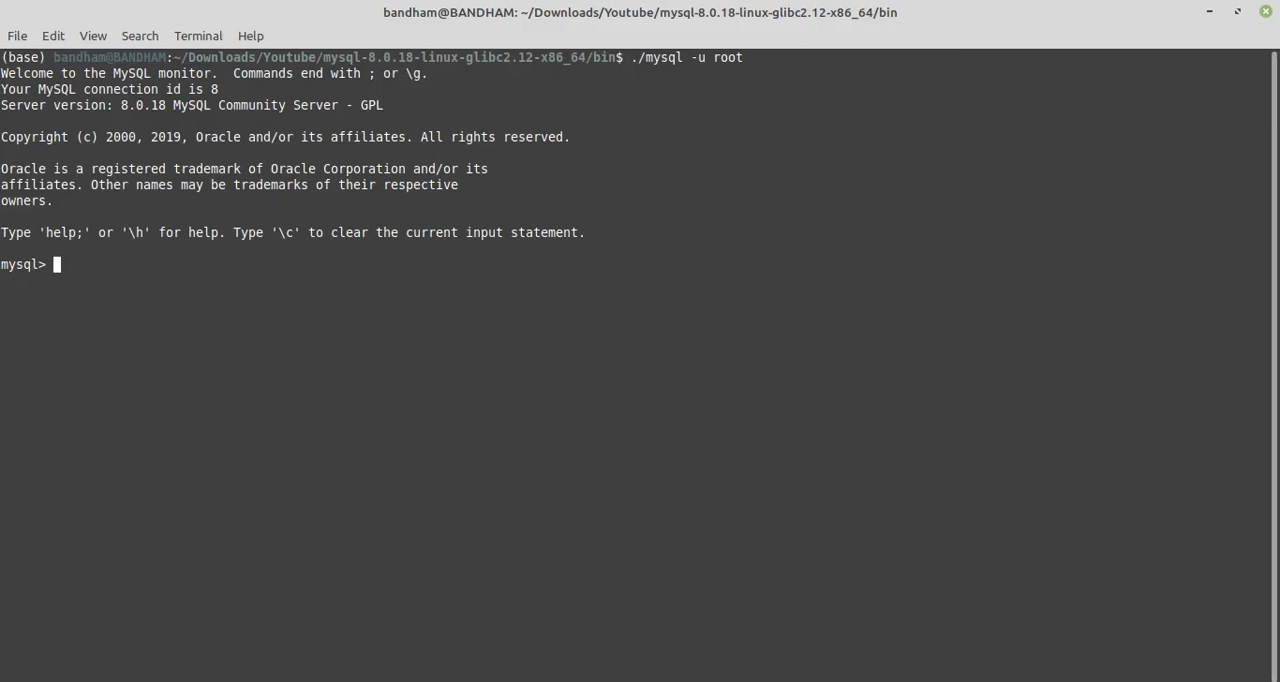 bandham@BANDHAM: ~/Downloads/Youtube/mysql-8.0.18-linux-glibc2.12-x86_64/bin
File Edit View Search Terminal Help
(base) bandham@BANDHAM:~/Downloads/Youtube/mysql-8.0.18-linux-glibc2.12-x86_64/bin$ ./mysql -u root
Welcome to the MySQL monitor.  Commands end with ; or \g.
Your MySQL connection id is 8
Server version: 8.0.18 MySQL Community Server - GPL
Copyright (c) 2000, 2019, Oracle and/or its affiliates. All rights reserved.
Oracle is a registered trademark of Oracle Corporation and/or its
affiliates. Other names may be trademarks of their respective
owners.
Type 'help;' or '\h' for help. Type '\c' to clear the current input statement.
mysql>